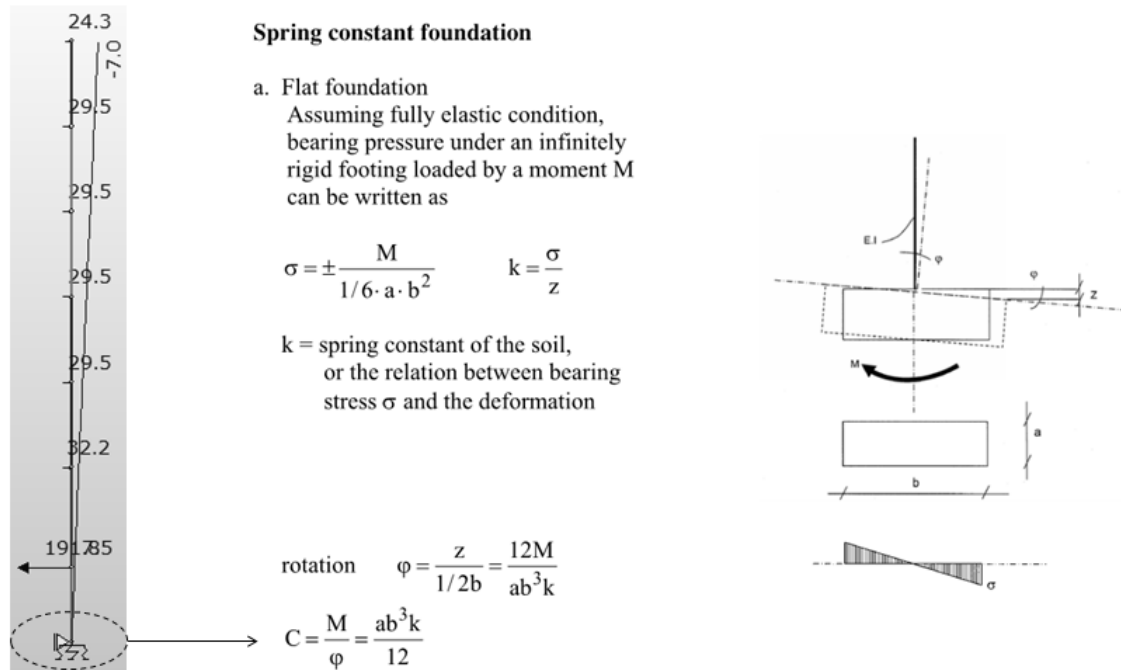 24.3
-7.0
29.5
29.5
29.5
29.5
32.2
Spring constant foundation
a. Flat foundation
Assuming fully elastic condition,
bearing pressure under an infinitely
rigid footing loaded by a moment M
can be written as
σ = ± M / (1/6 · a · b²)    k = σ / z
k = spring constant of the soil,
or the relation between bearing
stress σ and the deformation
rotation    φ = z / (1/2b) = 12M / (ab³k)
C = M / φ = ab³k / 12
E.I
φ
φ
z
M
a
b
σ